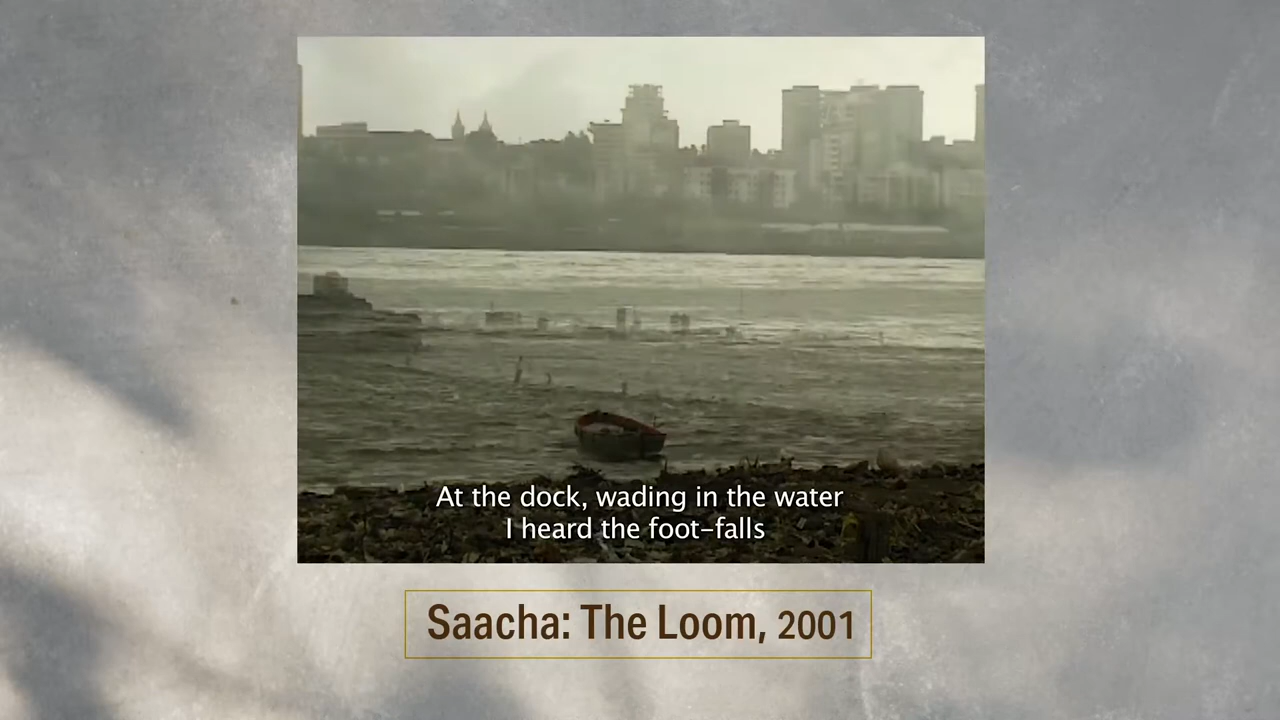 At the dock, wading in the water
I heard the foot-falls
Saacha: The Loom, 2001